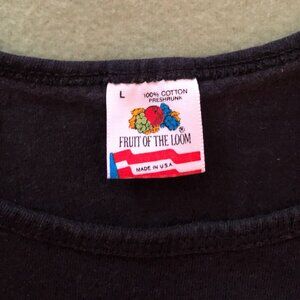 L 100% COTTON
PRESHRUNK
FRUIT OF THE LOOM ®
MADE IN U.S.A